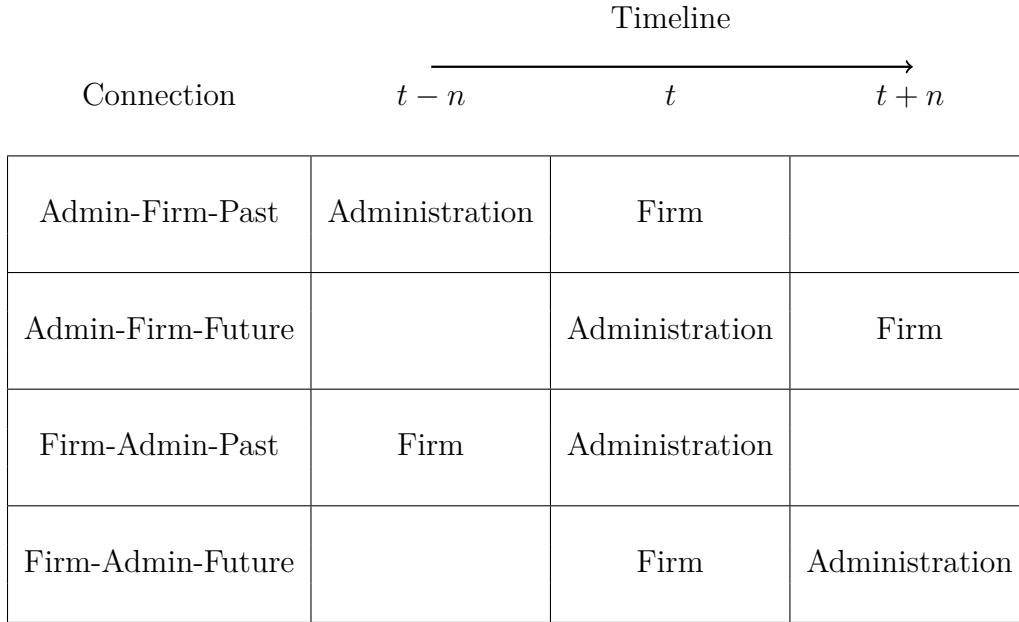 Timeline
Connection t − n t t + n
Admin-Firm-Past Administration Firm
Admin-Firm-Future Administration Firm
Firm-Admin-Past Firm Administration
Firm-Admin-Future Firm Administration